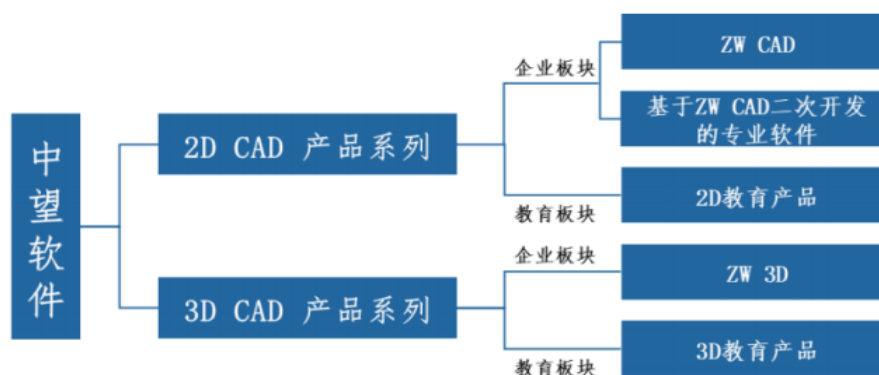 中望软件
2D CAD 产品系列
企业板块
ZW CAD
基于ZW CAD二次开发
的专业软件
教育板块
2D教育产品
3D CAD 产品系列
企业板块
ZW 3D
教育板块
3D教育产品